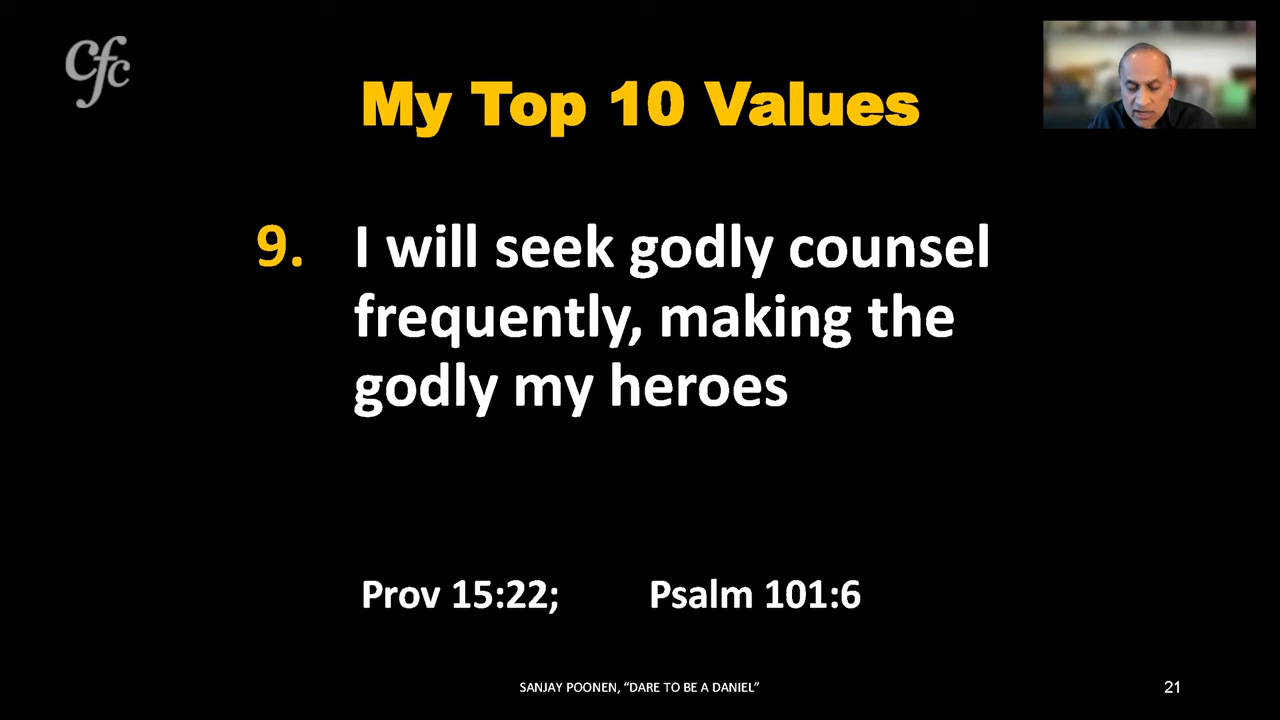 cfc
My Top 10 Values
9. I will seek godly counsel
frequently, making the
godly my heroes
Prov 15:22; Psalm 101:6
SANJAY POONEN, “DARE TO BE A DANIEL”
21